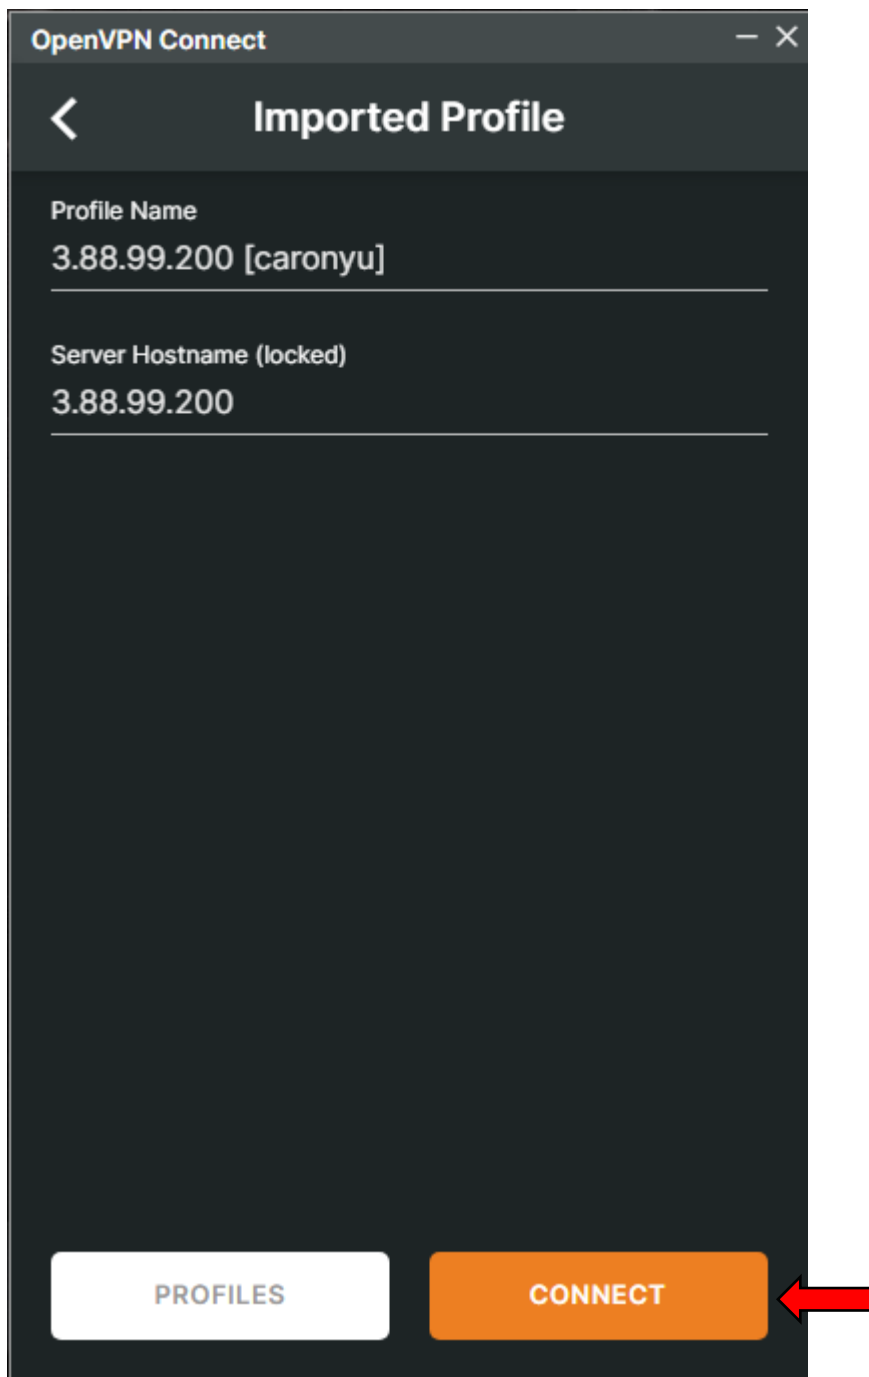 OpenVPN Connect
Imported Profile
Profile Name
3.88.99.200 [caronyu]
Server Hostname (locked)
3.88.99.200
PROFILES
CONNECT